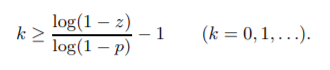 k ≥ log(1 − z) / log(1 − p) − 1 (k = 0, 1, . . .).